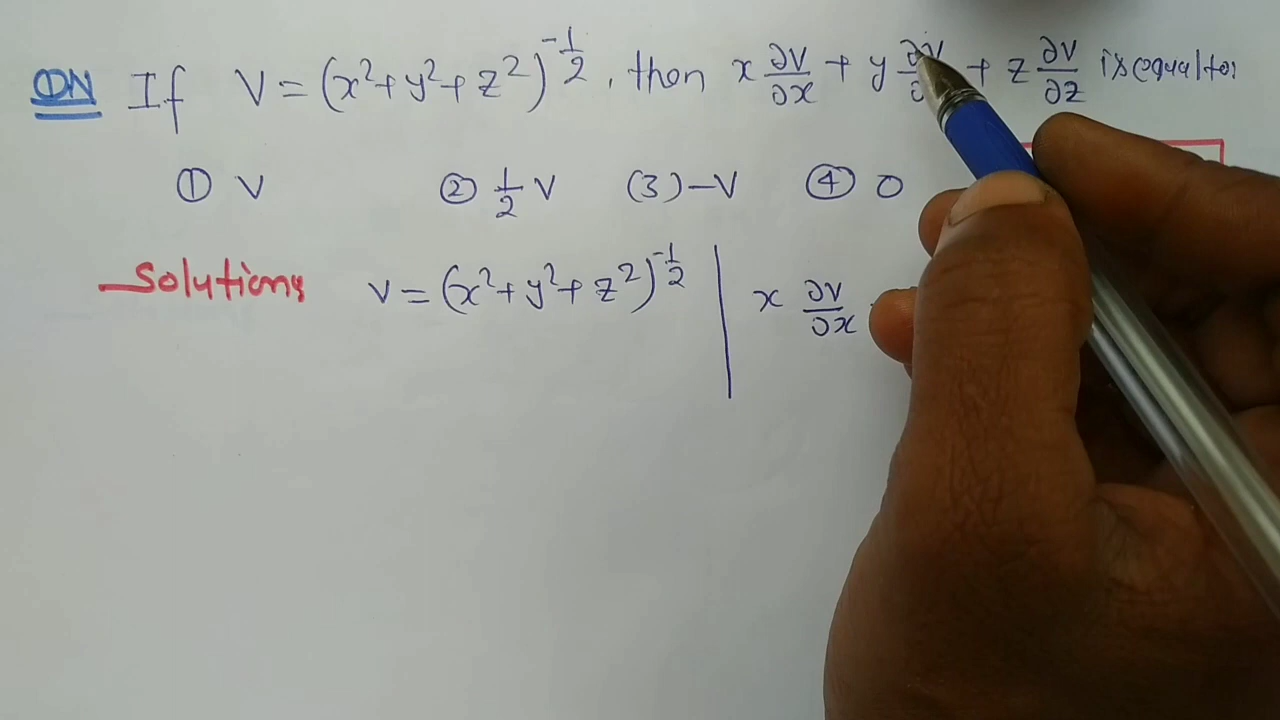 QN If V = (x²+y²+z²)^-1/2, then x ∂V/∂x + y ∂V/∂ + z ∂V/∂z is equal to
① V ② 1/2 V (3) -V ④ 0
Solution V = (x²+y²+z²)^-1/2 | x ∂V/∂x